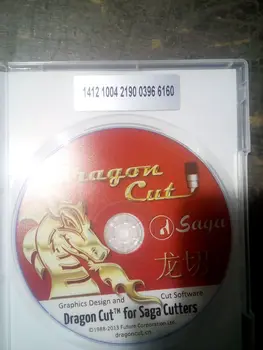 1412 1004 2190 0396 6160
Dragon
Cut
Saga
龙切
Graphics Design and Cut Software
Dragon Cut™ for Saga Cutters
©1988-2013 Future Corporation Ltd.
dragoncut.cn